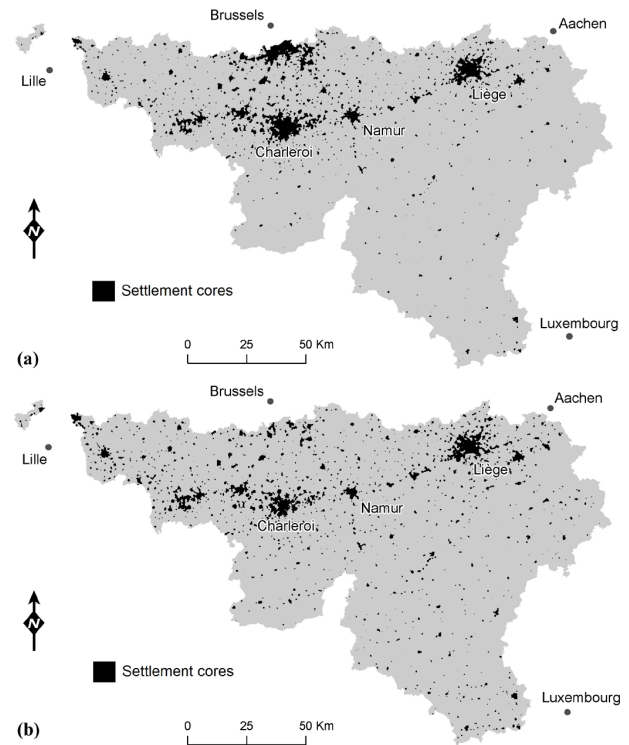 Brussels
Aachen
Lille
Liège
Namur
Charleroi
N
Settlement cores
Luxembourg
0 25 50 Km
(a)
Brussels
Aachen
Lille
Liège
Namur
Charleroi
N
Settlement cores
Luxembourg
0 25 50 Km
(b)